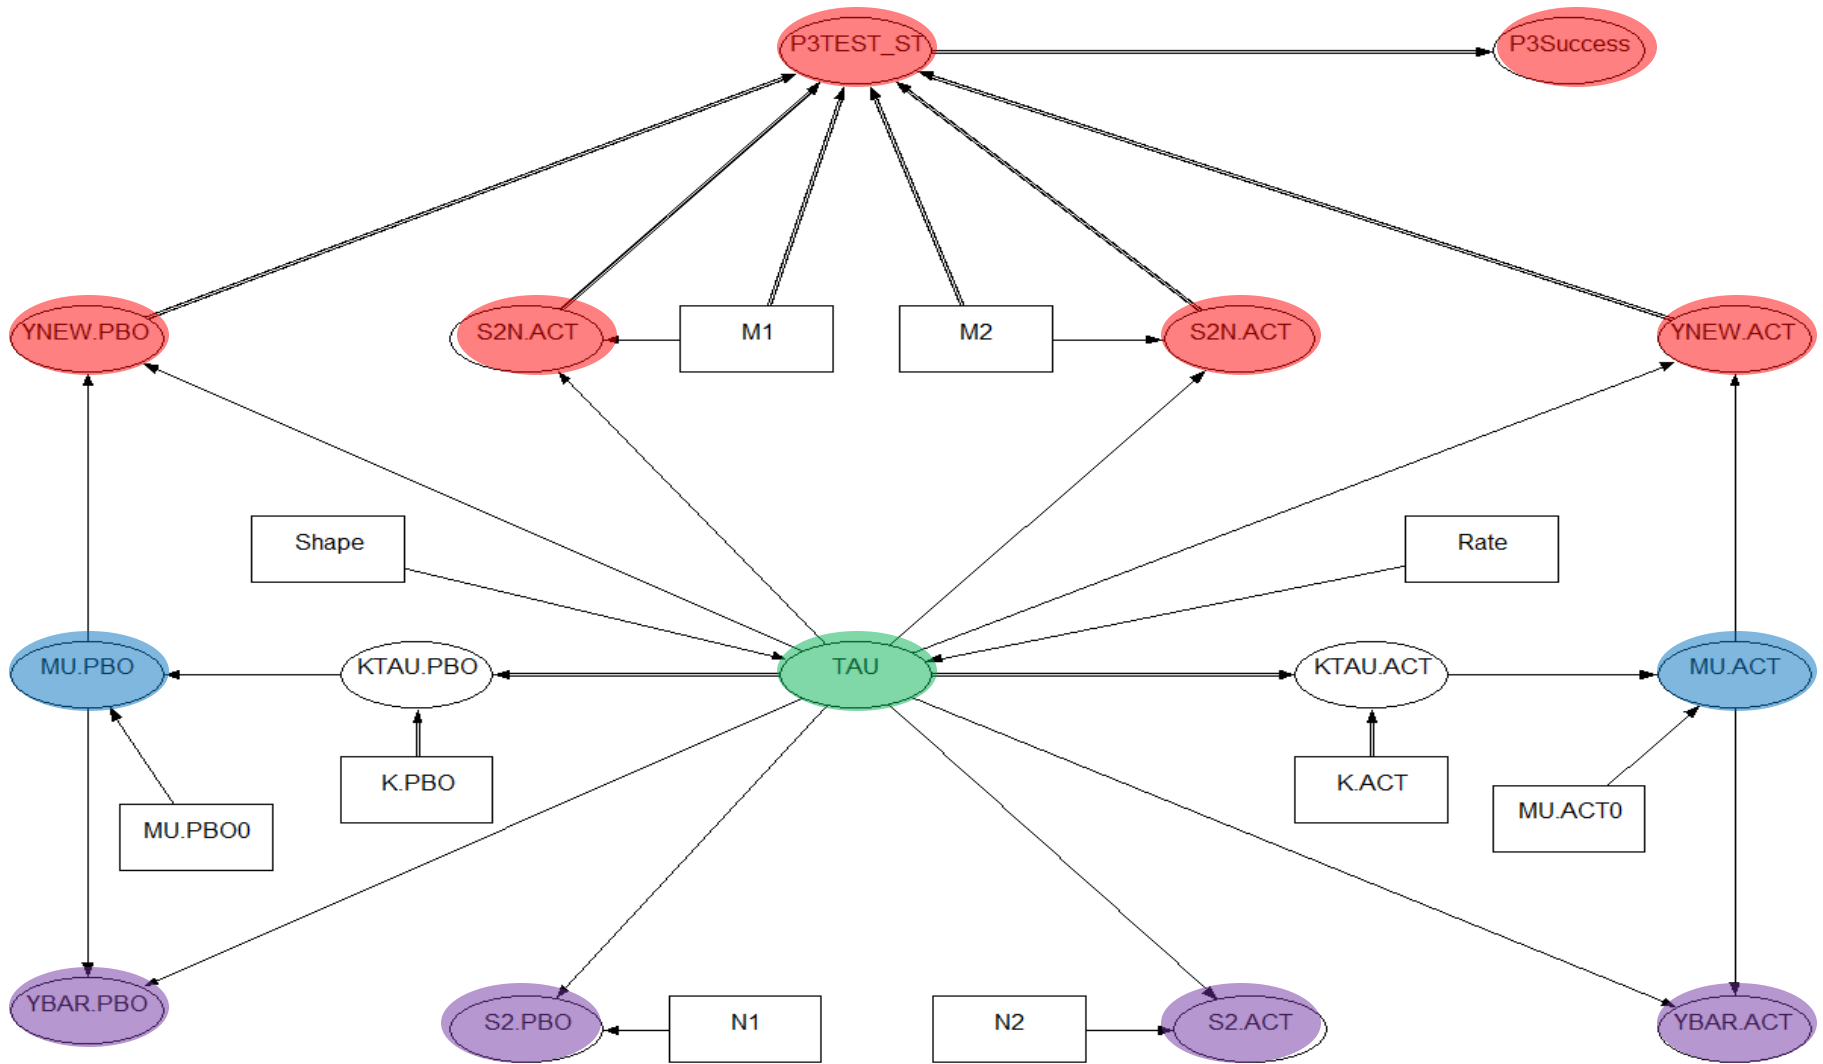 P3TEST_ST
P3Success
YNEW.PBO
S2N.ACT
M1
M2
S2N.ACT
YNEW.ACT
Shape
Rate
MU.PBO
KTAU.PBO
TAU
KTAU.ACT
MU.ACT
K.PBO
K.ACT
MU.PBO0
MU.ACT0
YBAR.PBO
S2.PBO
N1
N2
S2.ACT
YBAR.ACT